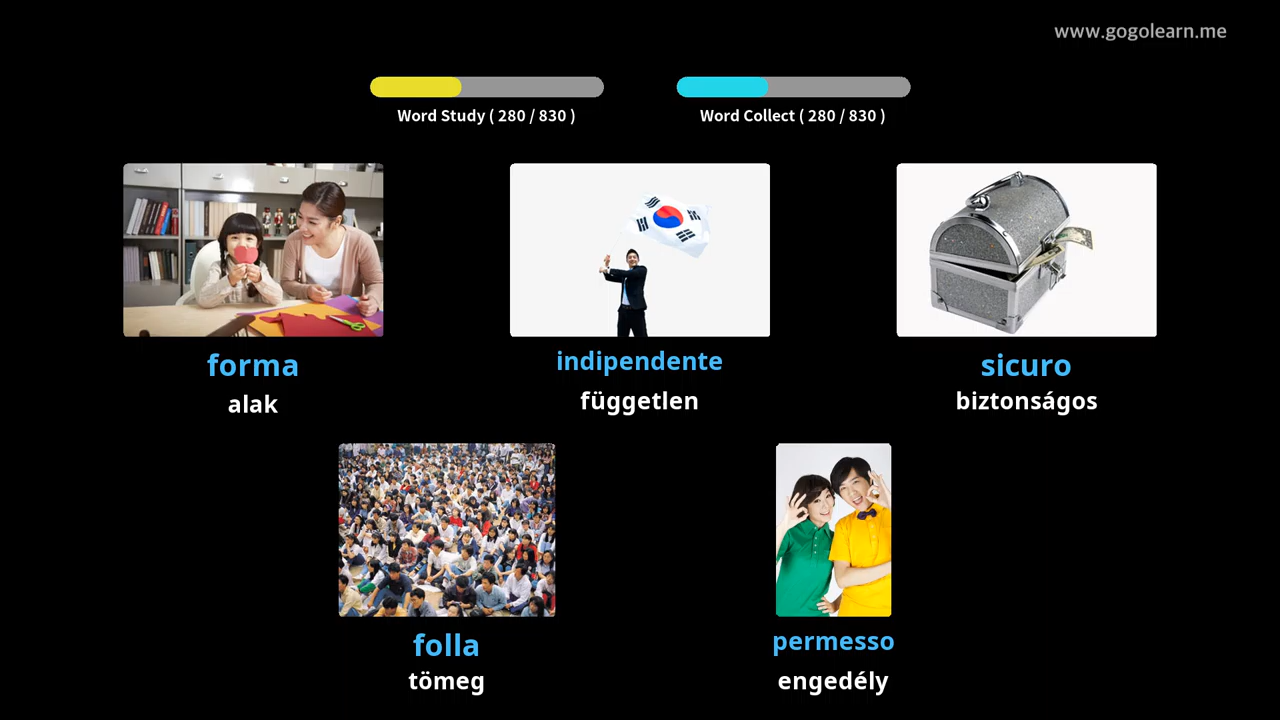 www.gogolearn.me
Word Study ( 280 / 830 )
Word Collect ( 280 / 830 )
forma
alak
indipendente
független
sicuro
biztonságos
folla
tömeg
permesso
engedély